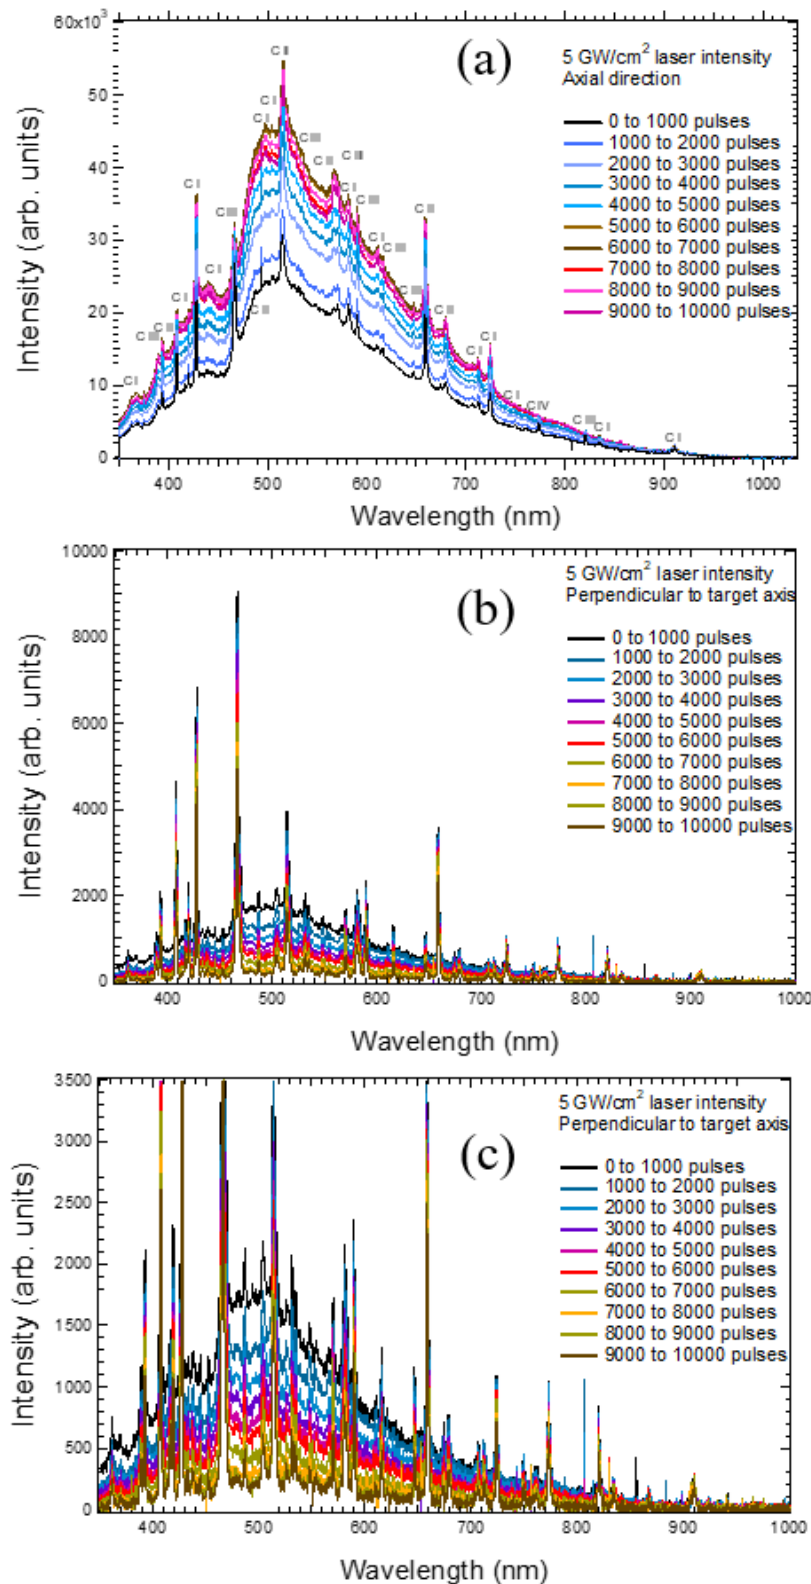 60x10³
50
40
30
20
10
0
Intensity (arb. units)
(a)
5 GW/cm² laser intensity
Axial direction
0 to 1000 pulses
1000 to 2000 pulses
2000 to 3000 pulses
3000 to 4000 pulses
4000 to 5000 pulses
5000 to 6000 pulses
6000 to 7000 pulses
7000 to 8000 pulses
8000 to 9000 pulses
9000 to 10000 pulses
C II
C I
C I
C III
C II
C III
C I
C III
C I
C III
C II
C I
C III
C I
C I
C III
C II
C I
C III
C II
C II
C I
C I
C I
C IV
C III
C I
C I
400 500 600 700 800 900 1000
Wavelength (nm)
10000
8000
6000
4000
2000
0
Intensity (arb. units)
(b)
5 GW/cm² laser intensity
Perpendicular to target axis
0 to 1000 pulses
1000 to 2000 pulses
2000 to 3000 pulses
3000 to 4000 pulses
4000 to 5000 pulses
5000 to 6000 pulses
6000 to 7000 pulses
7000 to 8000 pulses
8000 to 9000 pulses
9000 to 10000 pulses
400 500 600 700 800 900 1000
Wavelength (nm)
3500
3000
2500
2000
1500
1000
500
0
Intensity (arb. units)
(c)
5 GW/cm² laser intensity
Perpendicular to target axis
0 to 1000 pulses
1000 to 2000 pulses
2000 to 3000 pulses
3000 to 4000 pulses
4000 to 5000 pulses
5000 to 6000 pulses
6000 to 7000 pulses
7000 to 8000 pulses
8000 to 9000 pulses
9000 to 10000 pulses
400 500 600 700 800 900 1000
Wavelength (nm)